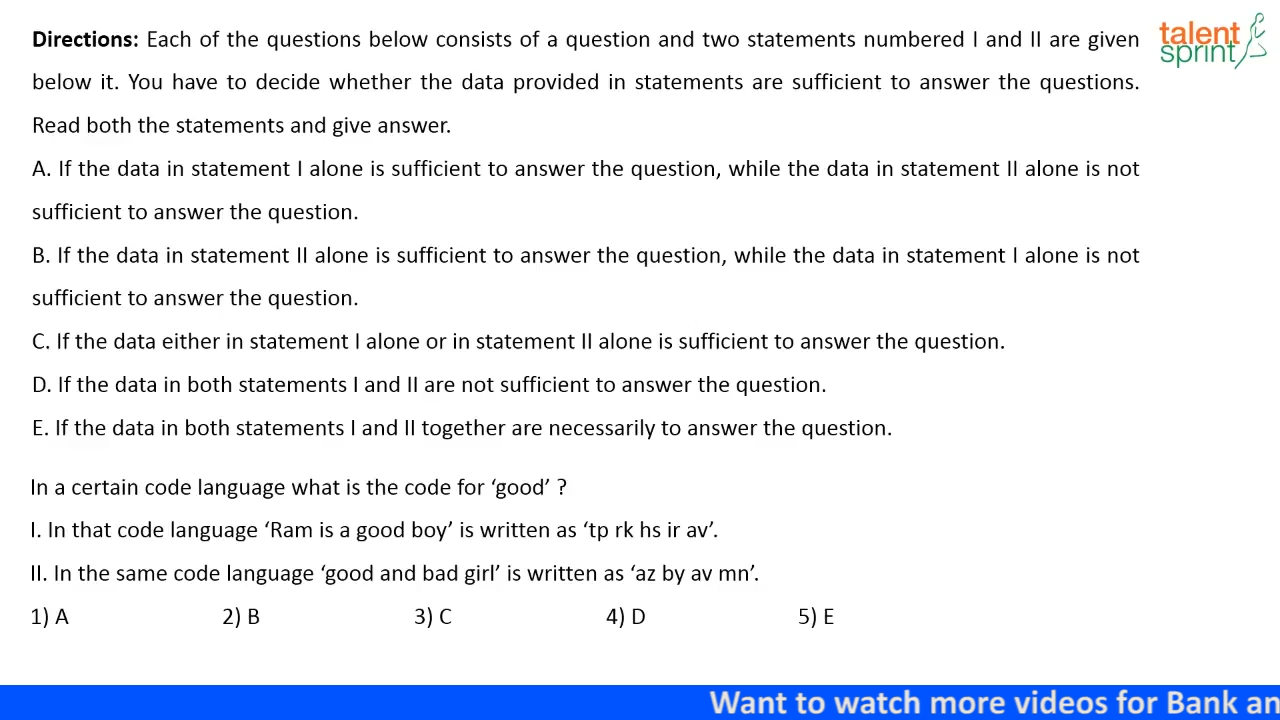 Directions: Each of the questions below consists of a question and two statements numbered I and II are given
below it. You have to decide whether the data provided in statements are sufficient to answer the questions.
Read both the statements and give answer.
A. If the data in statement I alone is sufficient to answer the question, while the data in statement II alone is not
sufficient to answer the question.
B. If the data in statement II alone is sufficient to answer the question, while the data in statement I alone is not
sufficient to answer the question.
C. If the data either in statement I alone or in statement II alone is sufficient to answer the question.
D. If the data in both statements I and II are not sufficient to answer the question.
E. If the data in both statements I and II together are necessarily to answer the question.
In a certain code language what is the code for ‘good’ ?
I. In that code language ‘Ram is a good boy’ is written as ‘tp rk hs ir av’.
II. In the same code language ‘good and bad girl’ is written as ‘az by av mn’.
1) A 2) B 3) C 4) D 5) E
talent
sprint
Want to watch more videos for Bank an